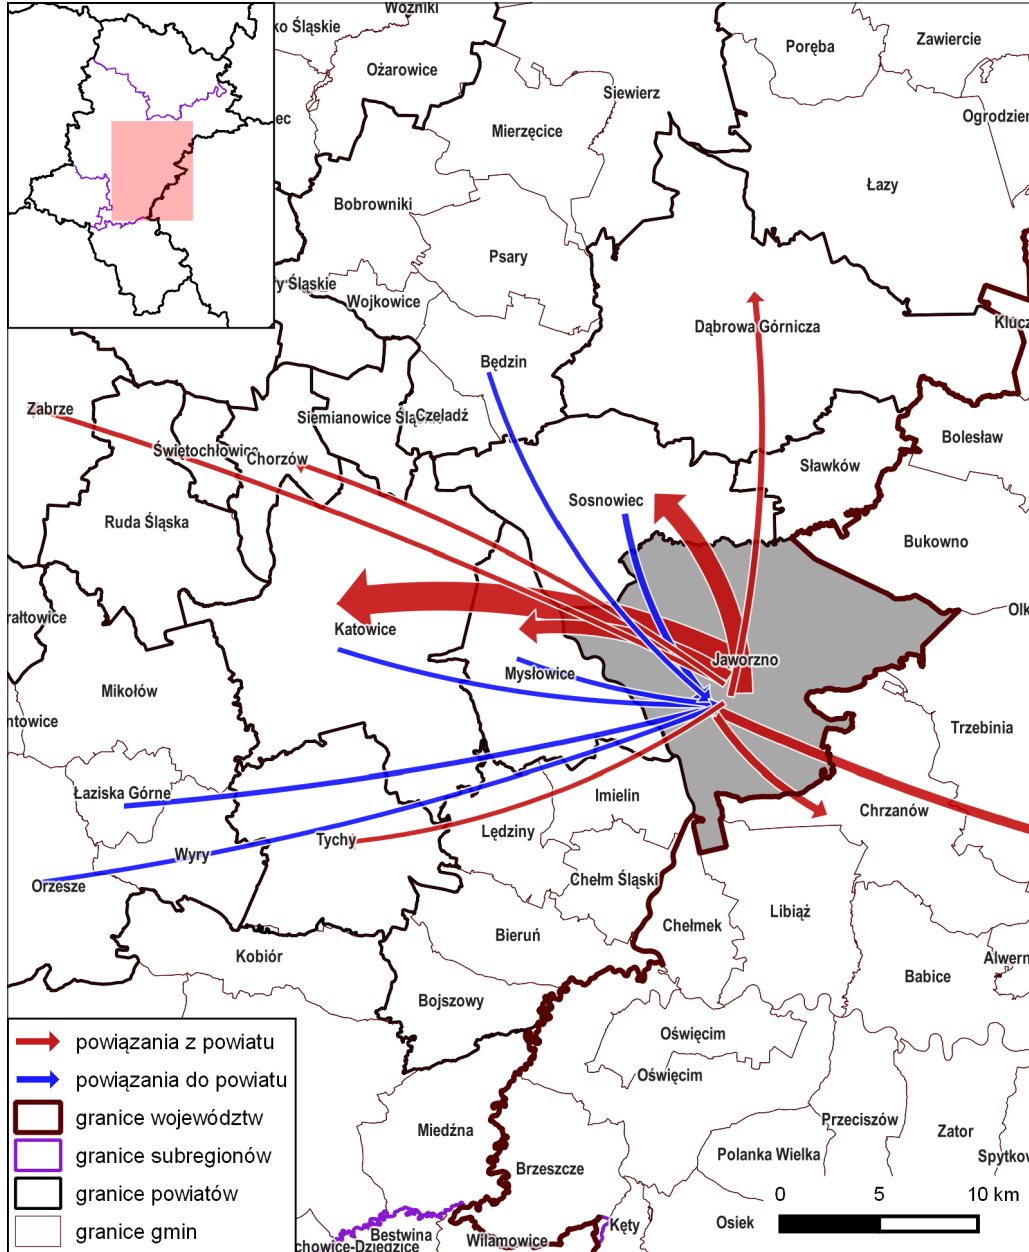 Woźniki
ko Śląskie
Ożarowice
Poręba
Zawiercie
Siewierz
Mierzęcice
Ogrodzien
ec
Łazy
Bobrowniki
Psary
y Śląskie
Wojkowice
Dąbrowa Górnicza
Klucz
Będzin
Zabrze
Siemianowice Ślą
Czeladź
Bolesław
Świętochłowice
Chorzów
Sławków
Sosnowiec
Ruda Śląska
Bukowno
Olk
rałtowice
Katowice
Jaworzno
Mysłowice
Mikołów
ntowice
Trzebinia
Łaziska Górne
Imielin
Chrzanów
Lędziny
Tychy
Wyry
Orzesze
Chełm Śląski
Libiąż
Chełmek
Bieruń
Kobiór
Alwern
Babice
Bojszowy
Oświęcim
Oświęcim
Przeciszów
Miedźna
Zator
Polanka Wielka
Spytkow
Brzeszcze
Kęty
Osiek
Bestwina
Wilamowice
chowice-Dziedzice
powiązania z powiatu
powiązania do powiatu
granice województw
granice subregionów
granice powiatów
granice gmin
0 5 10 km